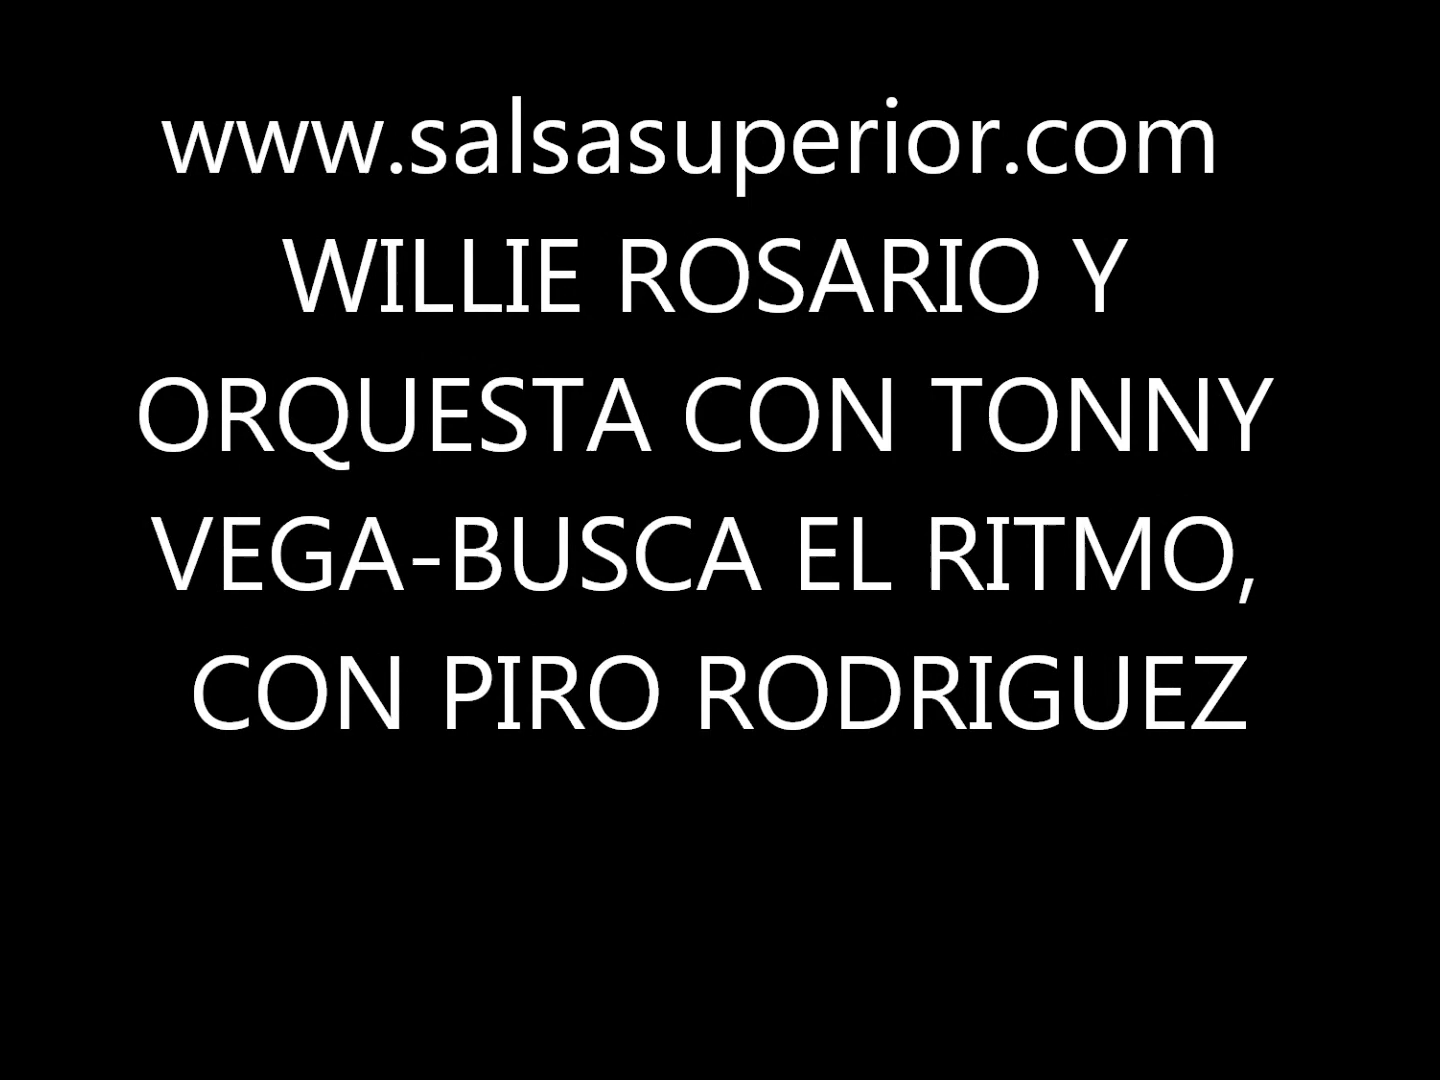 www.salsasuperior.com
WILLIE ROSARIO Y
ORQUESTA CON TONNY
VEGA-BUSCA EL RITMO,
CON PIRO RODRIGUEZ